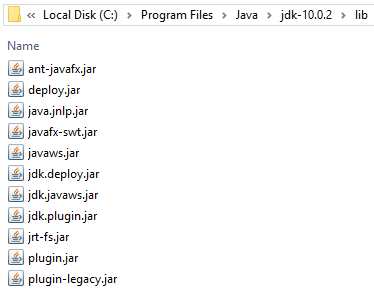 « Local Disk (C:) > Program Files > Java > jdk-10.0.2 > lib
Name
ant-javafx.jar
deploy.jar
java.jnlp.jar
javafx-swt.jar
javaws.jar
jdk.deploy.jar
jdk.javaws.jar
jdk.plugin.jar
jrt-fs.jar
plugin.jar
plugin-legacy.jar